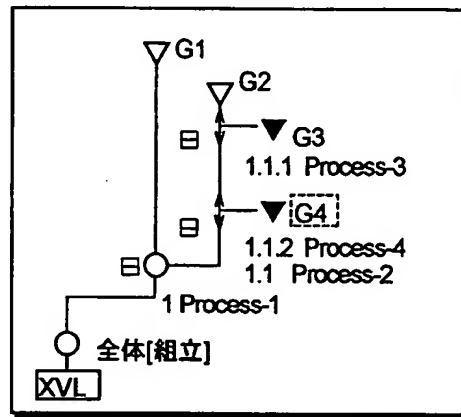 G1
G2
G3
1.1.1 Process-3
G4
1.1.2 Process-4
1.1 Process-2
1 Process-1
全体[組立]
XVL